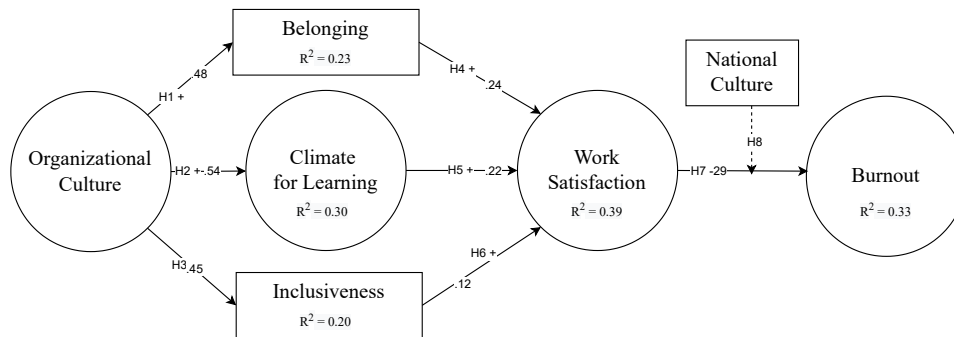 Belonging
R² = 0.23
National
Culture
H1 +
.48
H4 +
.24
Organizational
Culture
H2 +
-.54
Climate
for Learning
R² = 0.30
H5 +
-.22
Work
Satisfaction
R² = 0.39
H7 -29
H8
Burnout
R² = 0.33
H3
.45
H6 +
.12
Inclusiveness
R² = 0.20